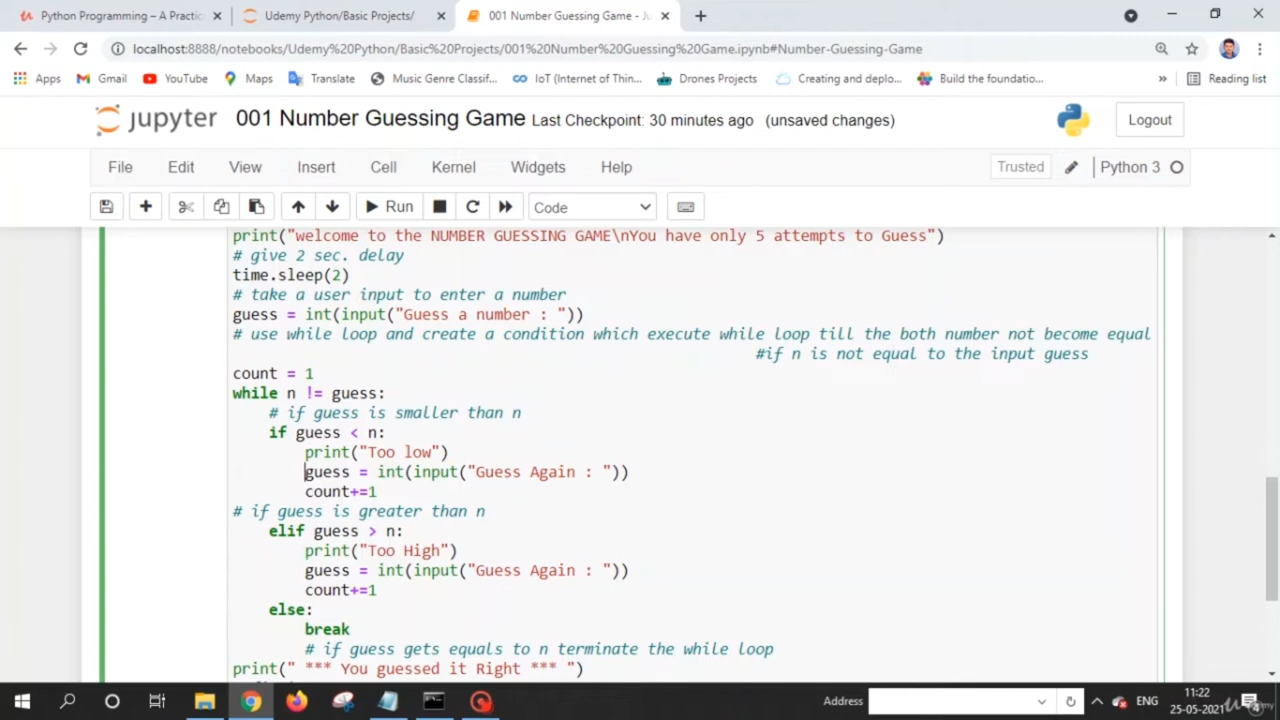 Python Programming – A Practic
Udemy Python/Basic Projects/
001 Number Guessing Game - Ju
localhost:8888/notebooks/Udemy%20Python/Basic%20Projects/001%20Number%20Guessing%20Game.ipynb#Number-Guessing-Game
Apps Gmail YouTube Maps Translate Music Genre Classif... IoT (Internet of Thin... Drones Projects Creating and deplo... Build the foundatio... » Reading list
jupyter 001 Number Guessing Game Last Checkpoint: 30 minutes ago (unsaved changes) Logout
File Edit View Insert Cell Kernel Widgets Help Trusted Python 3
Run Code
print("welcome to the NUMBER GUESSING GAME\nYou have only 5 attempts to Guess")
# give 2 sec. delay
time.sleep(2)
# take a user input to enter a number
guess = int(input("Guess a number : "))
# use while loop and create a condition which execute while loop till the both number not become equal
#if n is not equal to the input guess
count = 1
while n != guess:
# if guess is smaller than n
if guess < n:
print("Too low")
guess = int(input("Guess Again : "))
count+=1
# if guess is greater than n
elif guess > n:
print("Too High")
guess = int(input("Guess Again : "))
count+=1
else:
break
# if guess gets equals to n terminate the while loop
print(" *** You guessed it Right *** ")
Address ENG 11:22
25-05-2021